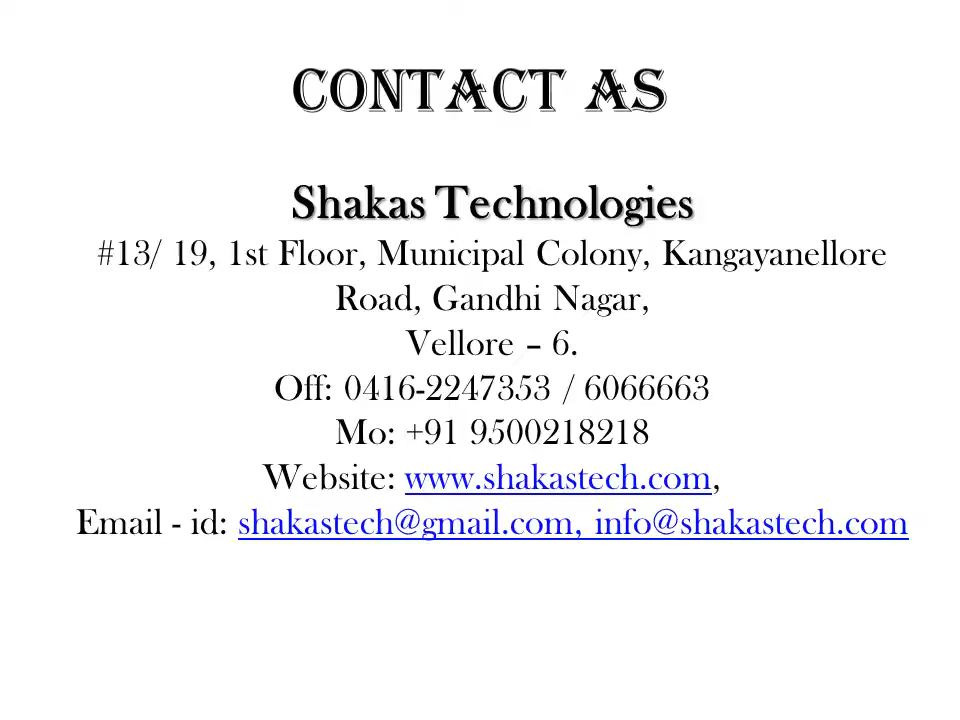 CONTACT AS
Shakas Technologies
#13/ 19, 1st Floor, Municipal Colony, Kangayanellore
Road, Gandhi Nagar,
Vellore – 6.
Off: 0416-2247353 / 6066663
Mo: +91 9500218218
Website: www.shakastech.com,
Email - id: shakastech@gmail.com, info@shakastech.com